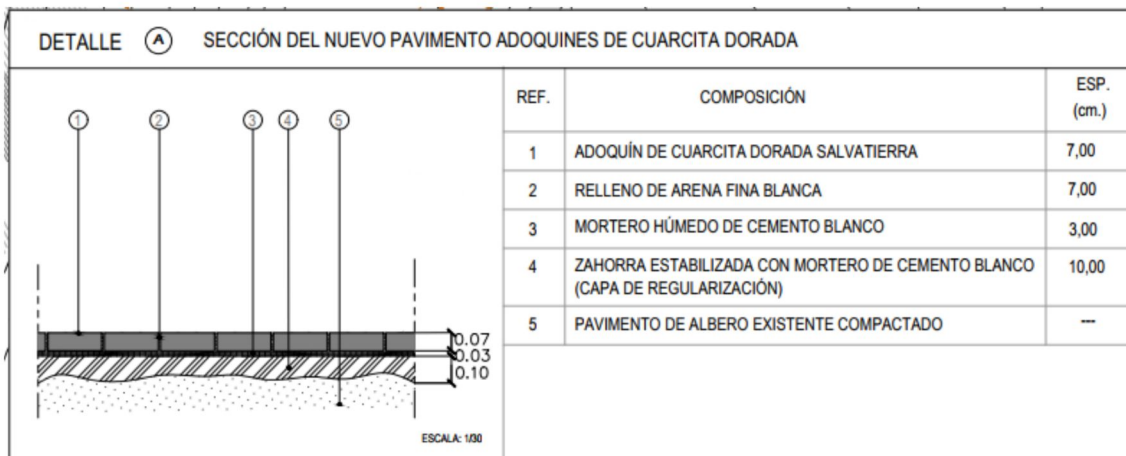 DETALLE A SECCIÓN DEL NUEVO PAVIMENTO ADOQUINES DE CUARCITA DORADA
REF. COMPOSICIÓN ESP. (cm.)
1 ADOQUÍN DE CUARCITA DORADA SALVATIERRA 7,00
2 RELLENO DE ARENA FINA BLANCA 7,00
3 MORTERO HÚMEDO DE CEMENTO BLANCO 3,00
4 ZAHORRA ESTABILIZADA CON MORTERO DE CEMENTO BLANCO 10,00
(CAPA DE REGULARIZACIÓN)
5 PAVIMENTO DE ALBERO EXISTENTE COMPACTADO ---
1 2 3 4 5
0.07
0.03
0.10
ESCALA: 1/30